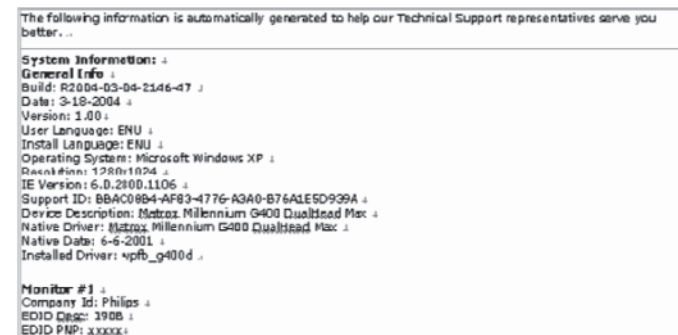 The following information is automatically generated to help our Technical Support representatives serve you
better...
System Information: ↓
General Info ↓
Build: R2004-03-04-2146-47 ↓
Data: 3-18-2004 ↓
Version: 1.00↓
User Language: ENU ↓
Install Language: ENU ↓
Operating System: Microsoft Windows XP ↓
Resolution: 1280x1024 ↓
IE Version: 6.0.2800.1106 ↓
Support ID: BBAC08B4-AF83-4776-A3A0-B76A1E5D939A ↓
Device Description: Matrox Millennium G400 DualHead Max ↓
Native Driver: Matrox Millennium G400 DualHead Max ↓
Native Date: 6-6-2001 ↓
Installed Driver: vpfb_g400d ↓
Monitor #1 ↓
Company Id: Philips ↓
EDID Desc: 190B ↓
EDID PNP: xxxxx↓